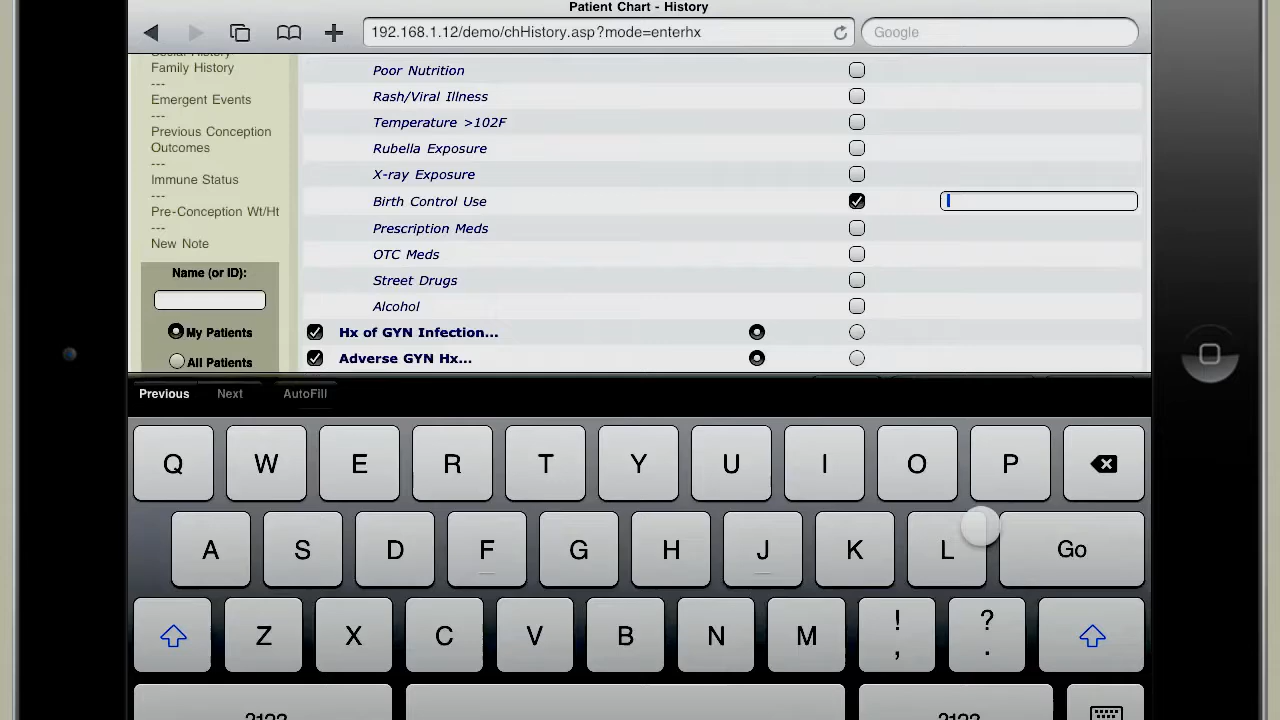 Patient Chart - History
192.168.1.12/demo/chHistory.asp?mode=enterhx
Google
Family History
---
Emergent Events
---
Previous Conception
Outcomes
---
Immune Status
---
Pre-Conception Wt/Ht
---
New Note
Name (or ID):
My Patients
All Patients
Poor Nutrition
Rash/Viral Illness
Temperature >102F
Rubella Exposure
X-ray Exposure
Birth Control Use
Prescription Meds
OTC Meds
Street Drugs
Alcohol
Hx of GYN Infection...
Adverse GYN Hx...
Previous Next AutoFill
Q W E R T Y U I O P
A S D F G H J K L Go
Z X C V B N M ! , ? .